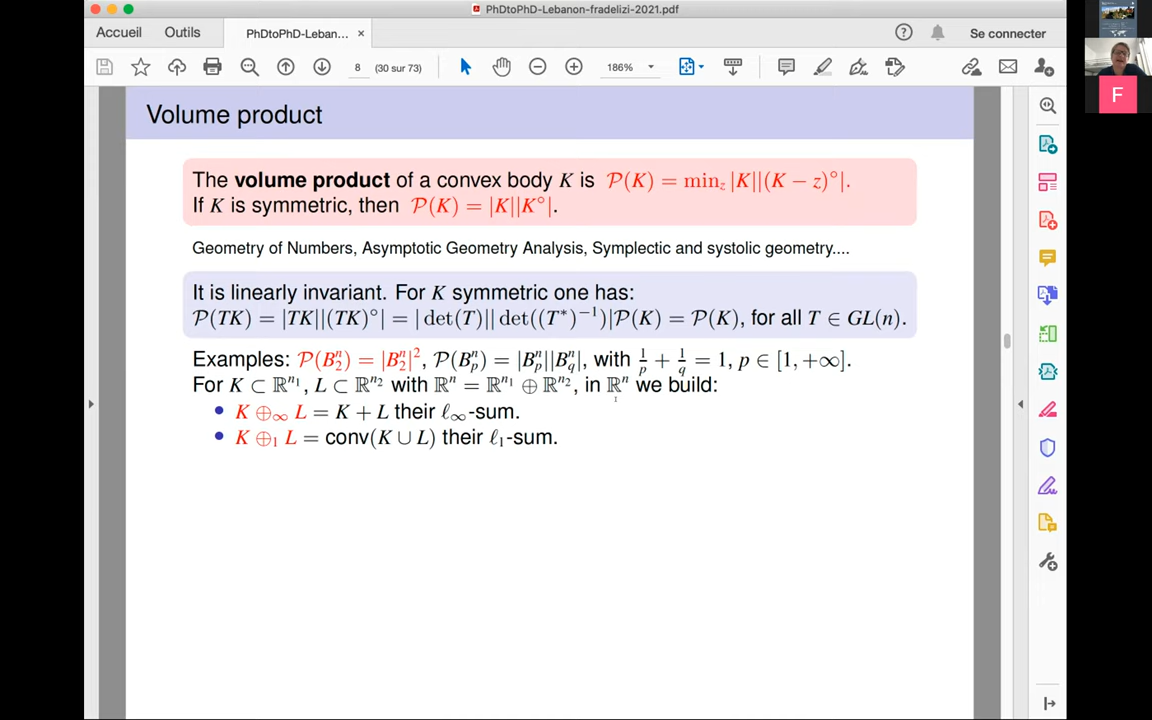 PhDtoPhD-Lebanon-fradelizi-2021.pdf
Accueil Outils PhDtoPhD-Leban... × Se connecter
8 (30 sur 73) 186%
F
Volume product
The volume product of a convex body K is P(K) = min_z |K||(K − z)°|.
If K is symmetric, then P(K) = |K||K°|.
Geometry of Numbers, Asymptotic Geometry Analysis, Symplectic and systolic geometry....
It is linearly invariant. For K symmetric one has:
P(TK) = |TK||(TK)°| = | det(T)|| det((T*)⁻¹)|P(K) = P(K), for all T ∈ GL(n).
Examples: P(B₂ⁿ) = |B₂ⁿ|², P(B_pⁿ) = |B_pⁿ||B_qⁿ|, with 1/p + 1/q = 1, p ∈ [1, +∞].
For K ⊂ ℝ^{n₁}, L ⊂ ℝ^{n₂} with ℝⁿ = ℝ^{n₁} ⊕ ℝ^{n₂}, in ℝⁿ we build:
• K ⊕_∞ L = K + L their ℓ_∞-sum.
• K ⊕₁ L = conv(K ∪ L) their ℓ₁-sum.